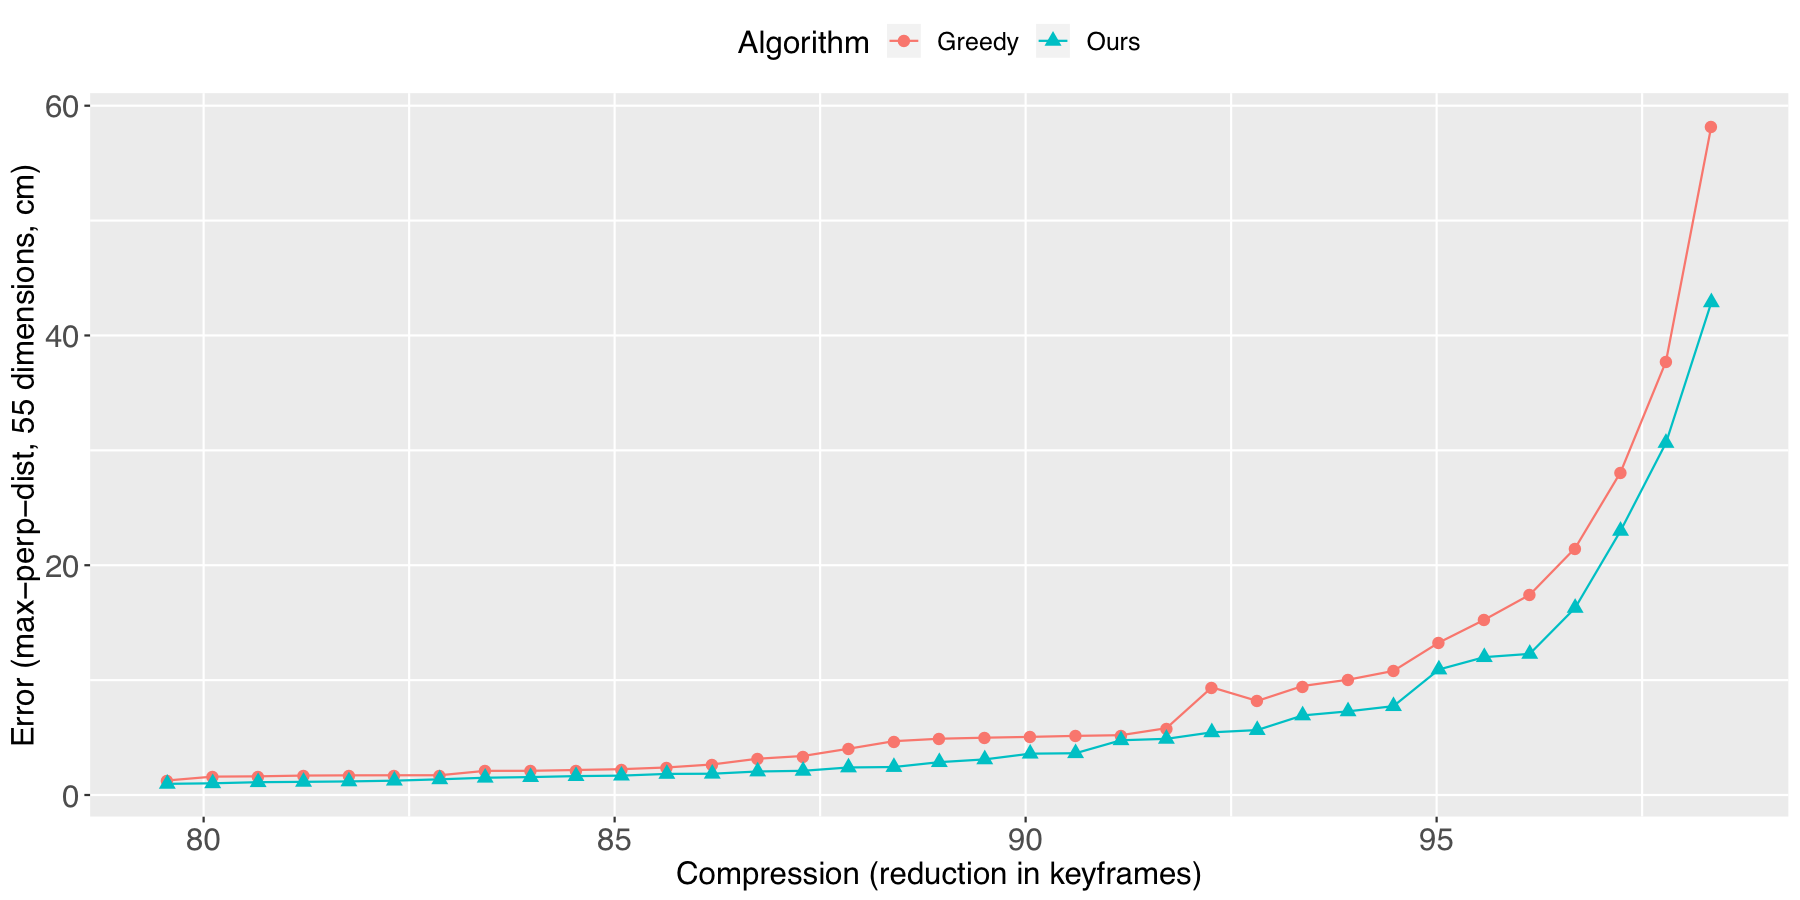 Algorithm Greedy Ours
Error (max−perp−dist, 55 dimensions, cm)
60
40
20
0
80 85 90 95
Compression (reduction in keyframes)